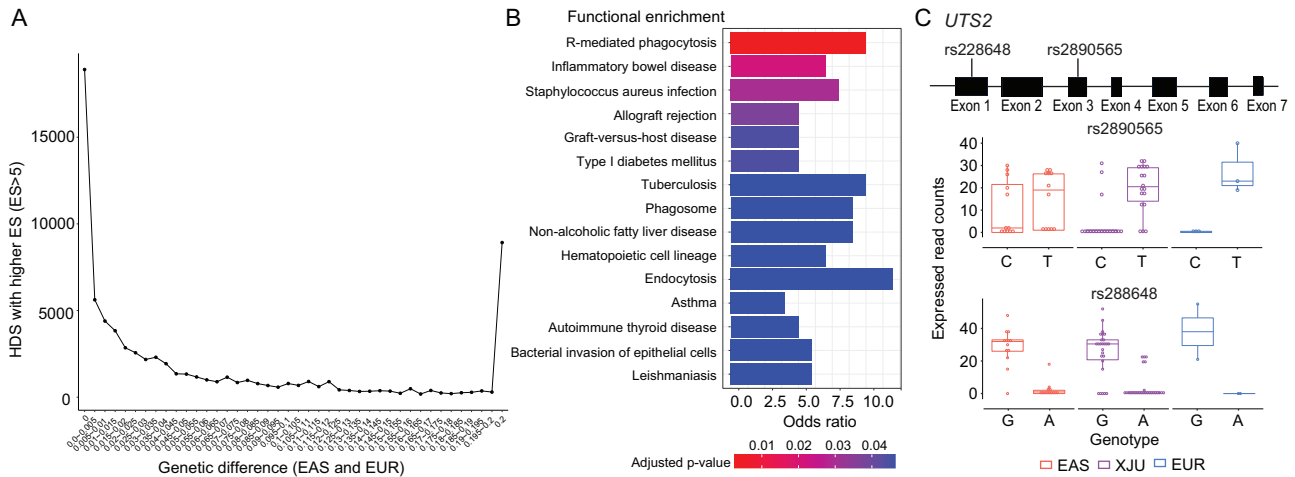 A
HDS with higher ES (ES>5)
15000
10000
5000
0
Genetic difference (EAS and EUR)
B
Functional enrichment
R-mediated phagocytosis
Inflammatory bowel disease
Staphylococcus aureus infection
Allograft rejection
Graft-versus-host disease
Type I diabetes mellitus
Tuberculosis
Phagosome
Non-alcoholic fatty liver disease
Hematopoietic cell lineage
Endocytosis
Asthma
Autoimmune thyroid disease
Bacterial invasion of epithelial cells
Leishmaniasis
0.0 2.5 5.0 7.5 10.0
Odds ratio
0.01 0.02 0.03 0.04
Adjusted p-value
C UTS2
rs228648 rs2890565
Exon 1 Exon 2 Exon 3 Exon 4 Exon 5 Exon 6 Exon 7
rs2890565
Expressed read counts
40
30
20
10
0
C T C T C T
rs288648
40
20
0
G A G A G A
Genotype
EAS XJU EUR